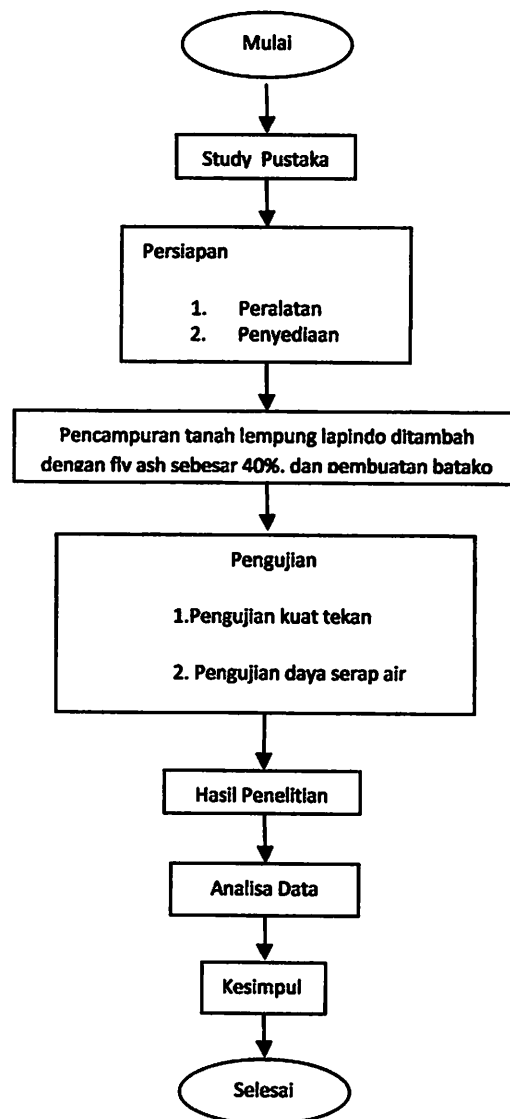 Mulai
Study Pustaka
Persiapan
1. Peralatan
2. Penyediaan
Pencampuran tanah lempung lapindo ditambah
dengan fly ash sebesar 40%, dan pembuatan batako
Pengujian
1.Pengujian kuat tekan
2. Pengujian daya serap air
Hasil Penelitian
Analisa Data
Kesimpul
Selesai